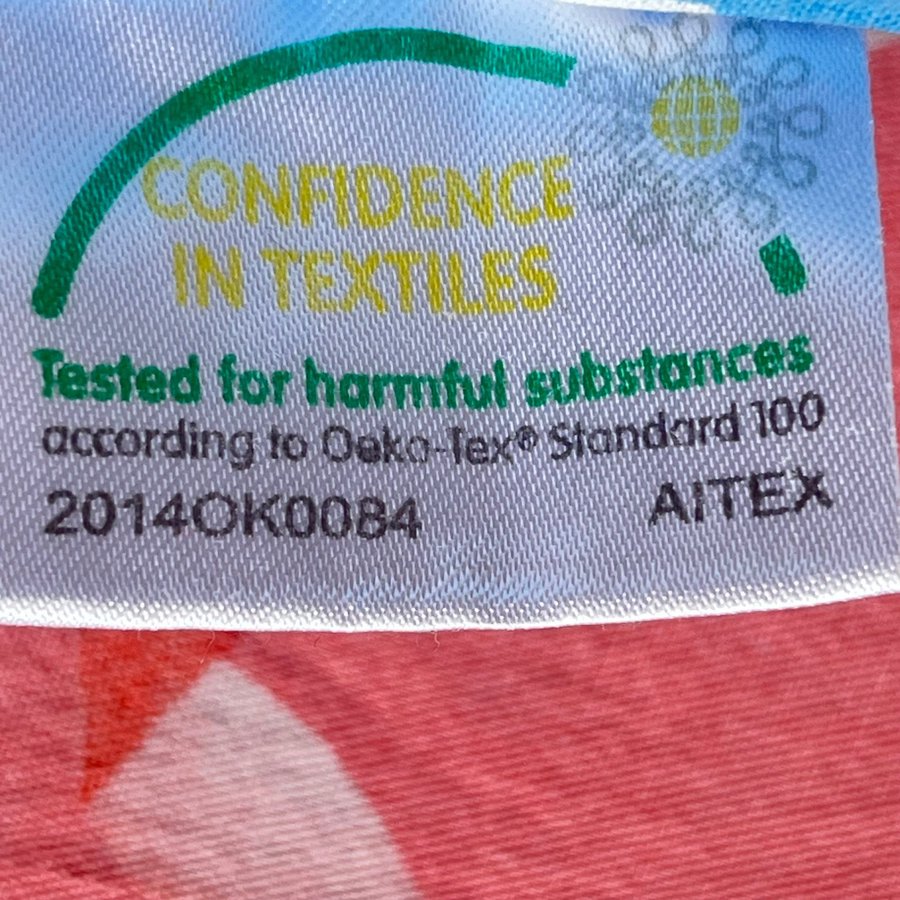 CONFIDENCE
IN TEXTILES
Tested for harmful substances
according to Oeko-Tex® Standard 100
2014OK0084 AITEX